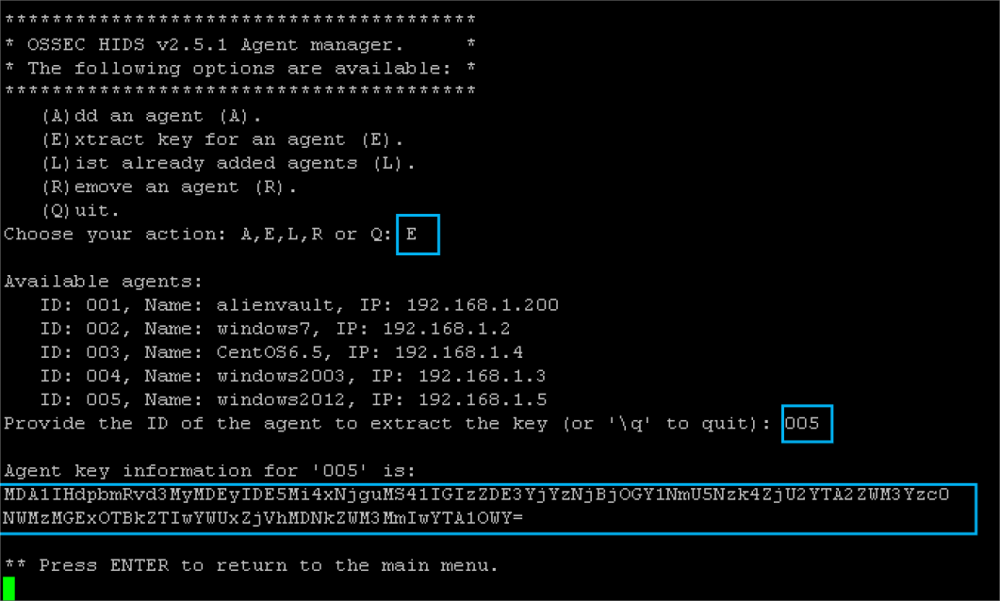 ****************************************
* OSSEC HIDS v2.5.1 Agent manager.     *
* The following options are available: *
****************************************
   (A)dd an agent (A).
   (E)xtract key for an agent (E).
   (L)ist already added agents (L).
   (R)emove an agent (R).
   (Q)uit.
Choose your action: A,E,L,R or Q: E
Available agents:
   ID: 001, Name: alienvault, IP: 192.168.1.200
   ID: 002, Name: windows7, IP: 192.168.1.2
   ID: 003, Name: CentOS6.5, IP: 192.168.1.4
   ID: 004, Name: windows2003, IP: 192.168.1.3
   ID: 005, Name: windows2012, IP: 192.168.1.5
Provide the ID of the agent to extract the key (or '\q' to quit): 005
Agent key information for '005' is:
MDA1IHdpbmRvd3MyMDEyIDE5Mi4xNjguMS41IGIzZDE3YjYzNjBjOGY1NmU5Nzk4ZjU2YTA2ZWM3YzcO
NWMzMGExOTBkZTIwYWUxZjVhMDNkZWM3MmIwYTA1OWY=
** Press ENTER to return to the main menu.